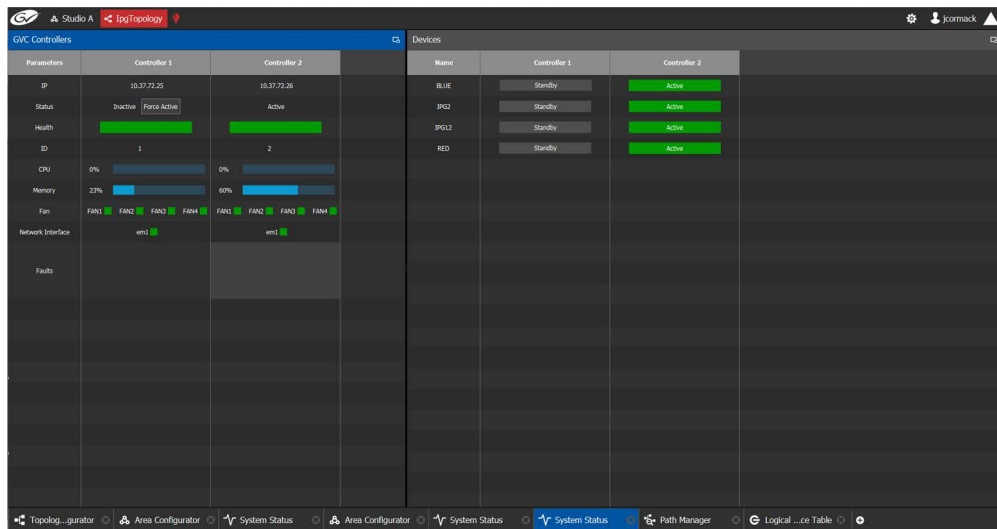 GV Studio A IpgTopology jcormack
GVC Controllers
Parameters Controller 1 Controller 2
IP 10.37.72.25 10.37.72.26
Status Inactive Force Active Active
Health
ID 1 2
CPU 0% 0%
Memory 23% 60%
Fan FAN1 FAN2 FAN3 FAN4 FAN1 FAN2 FAN3 FAN4
Network Interface em1 em1
Faults
Devices
Name Controller 1 Controller 2
BLUE Standby Active
IPG2 Standby Active
IPG12 Standby Active
RED Standby Active
Topolog...gurator Area Configurator System Status Area Configurator System Status System Status Path Manager Logical ...ce Table